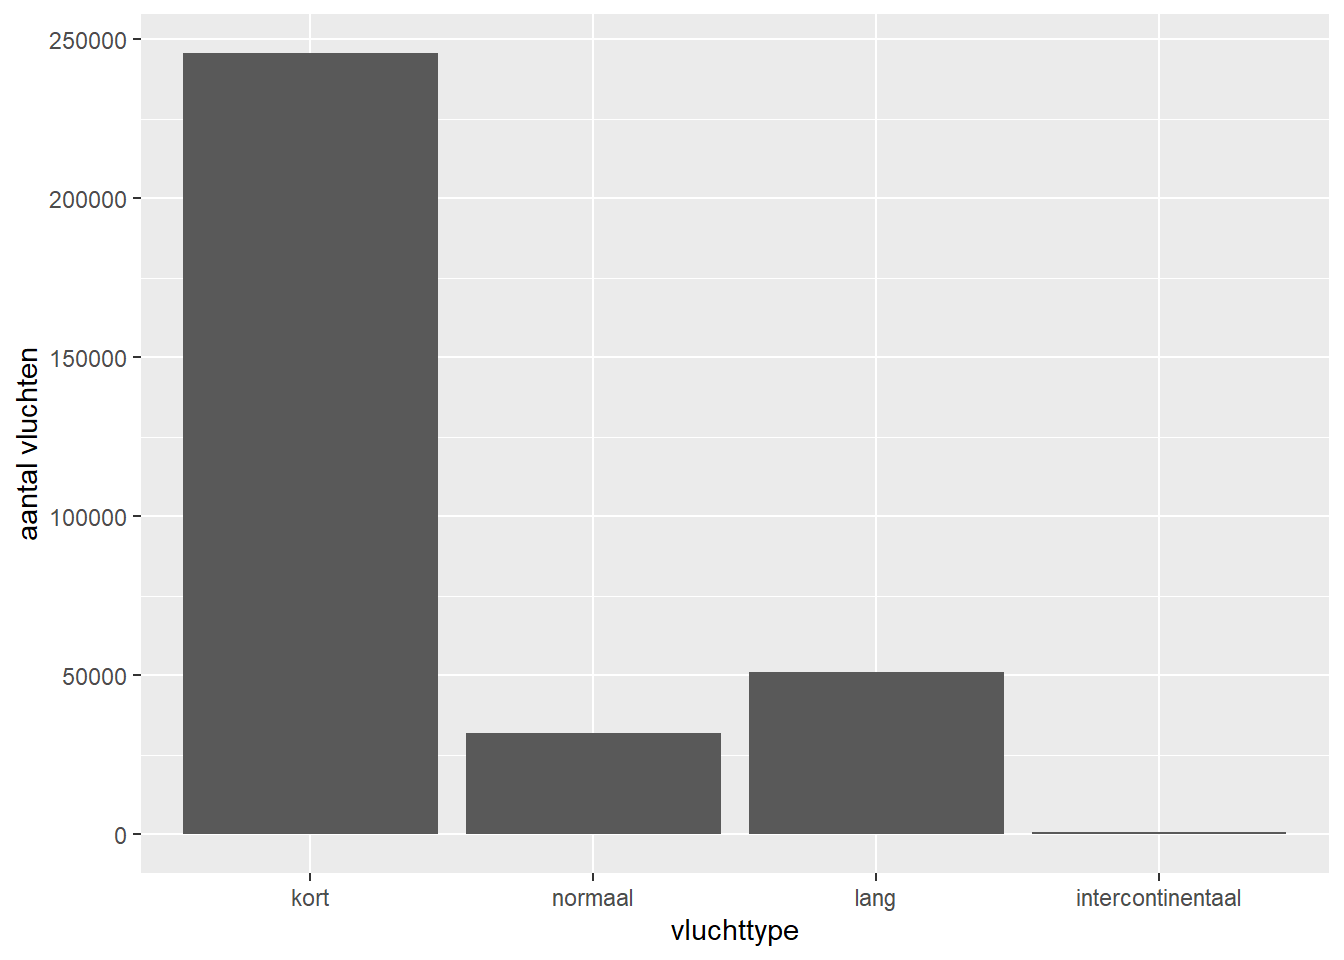 250000
200000
150000
100000
50000
0
aantal vluchten
kort
normaal
lang
intercontinentaal
vluchttype